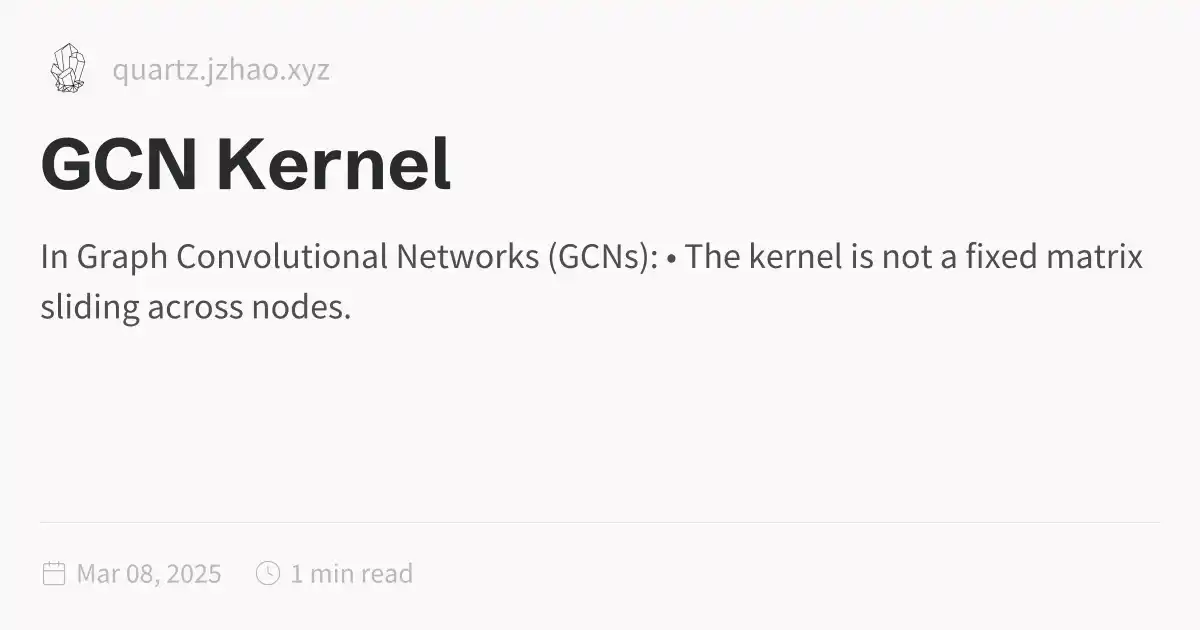 quartz.jzhao.xyz
GCN Kernel
In Graph Convolutional Networks (GCNs): • The kernel is not a fixed matrix
sliding across nodes.
Mar 08, 2025 1 min read